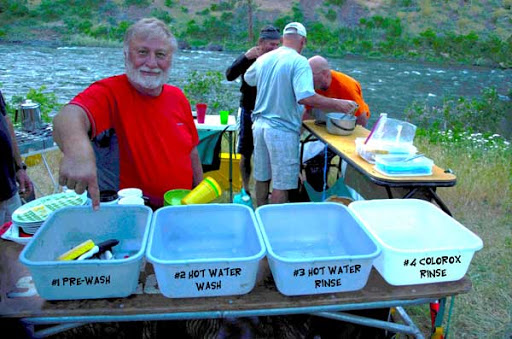 #1 PRE-WASH
#2 HOT WATER
WASH
#3 HOT WATER
RINSE
#4 COLOROX
RINSE